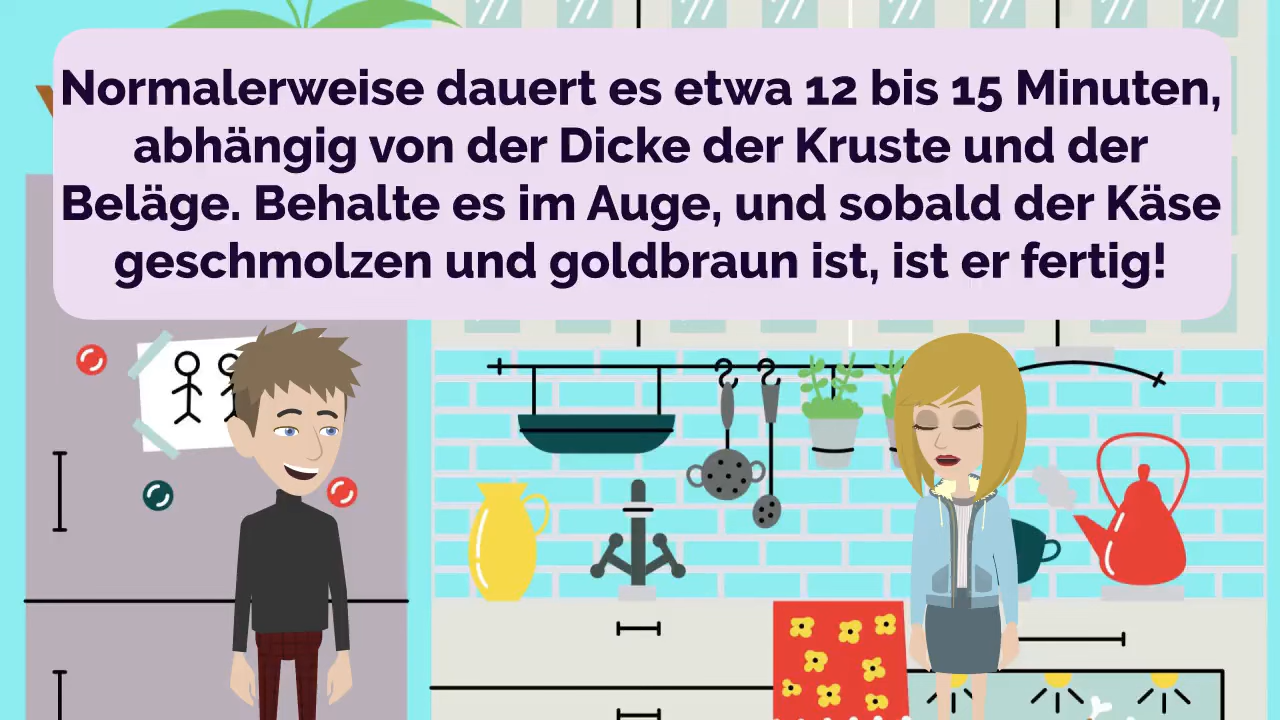 Normalerweise dauert es etwa 12 bis 15 Minuten,
abhängig von der Dicke der Kruste und der
Beläge. Behalte es im Auge, und sobald der Käse
geschmolzen und goldbraun ist, ist er fertig!